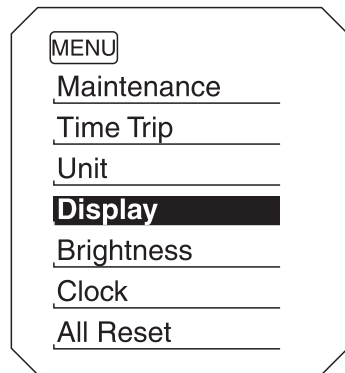 MENU
Maintenance
Time Trip
Unit
Display
Brightness
Clock
All Reset